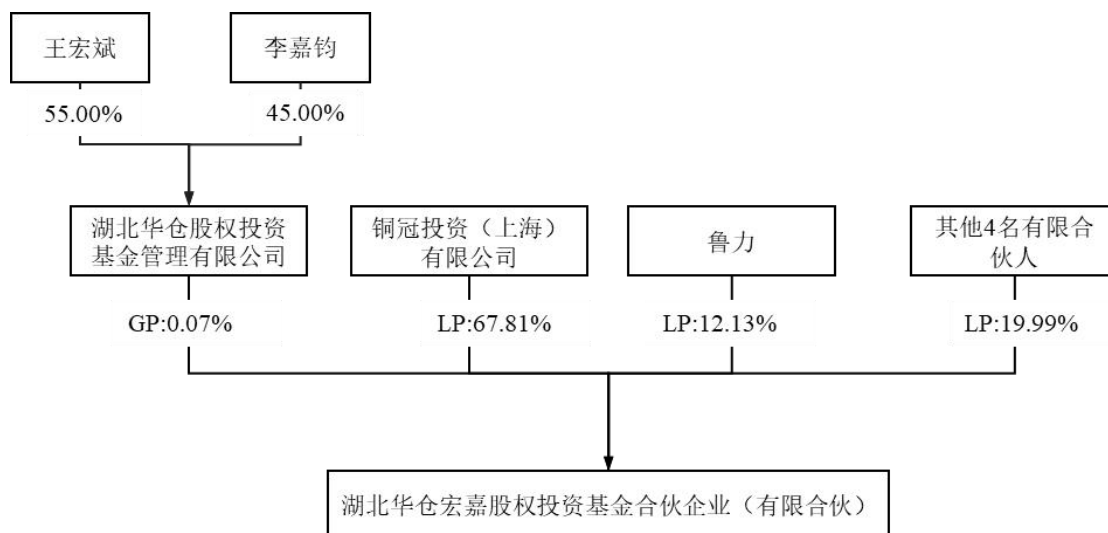 王宏斌
李嘉钧
55.00%
45.00%
湖北华仓股权投资
基金管理有限公司
铜冠投资（上海）
有限公司
鲁力
其他4名有限合
伙人
GP:0.07%
LP:67.81%
LP:12.13%
LP:19.99%
湖北华仓宏嘉股权投资基金合伙企业（有限合伙）